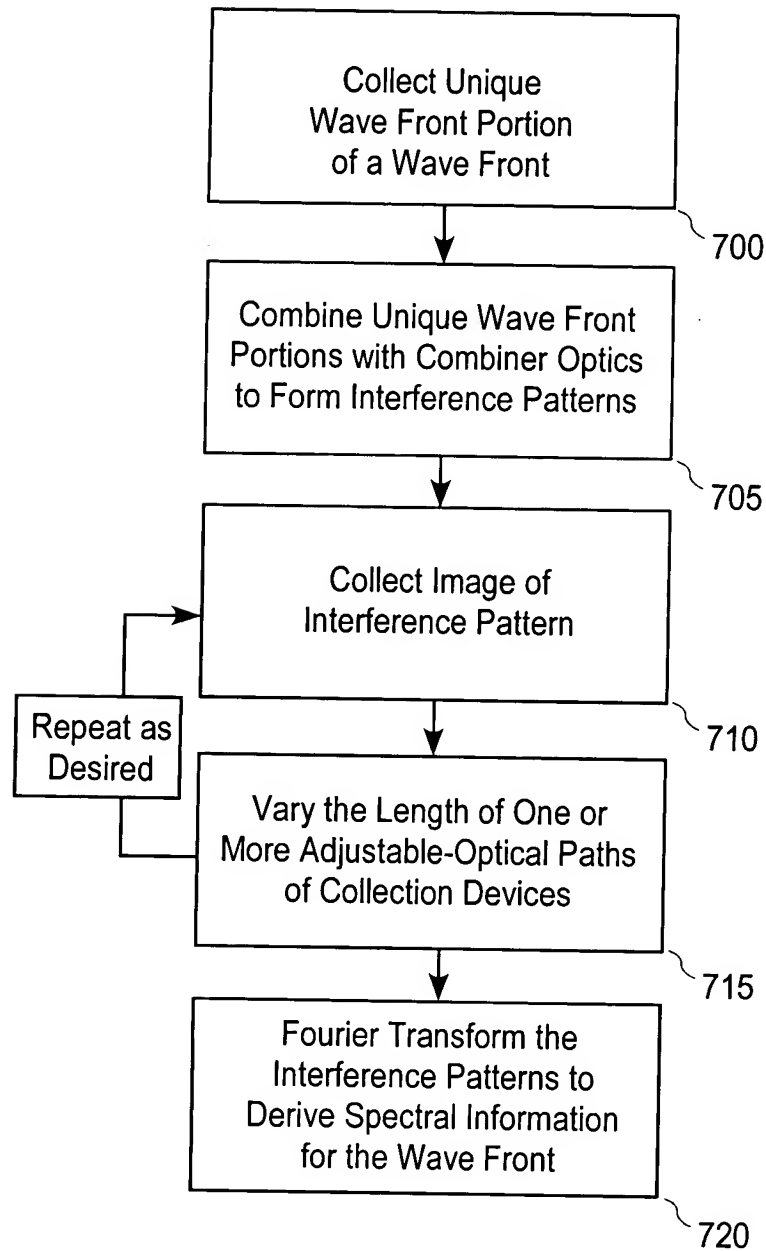 Collect Unique
Wave Front Portion
of a Wave Front
700
Combine Unique Wave Front
Portions with Combiner Optics
to Form Interference Patterns
705
Collect Image of
Interference Pattern
710
Repeat as
Desired
Vary the Length of One or
More Adjustable-Optical Paths
of Collection Devices
715
Fourier Transform the
Interference Patterns to
Derive Spectral Information
for the Wave Front
720